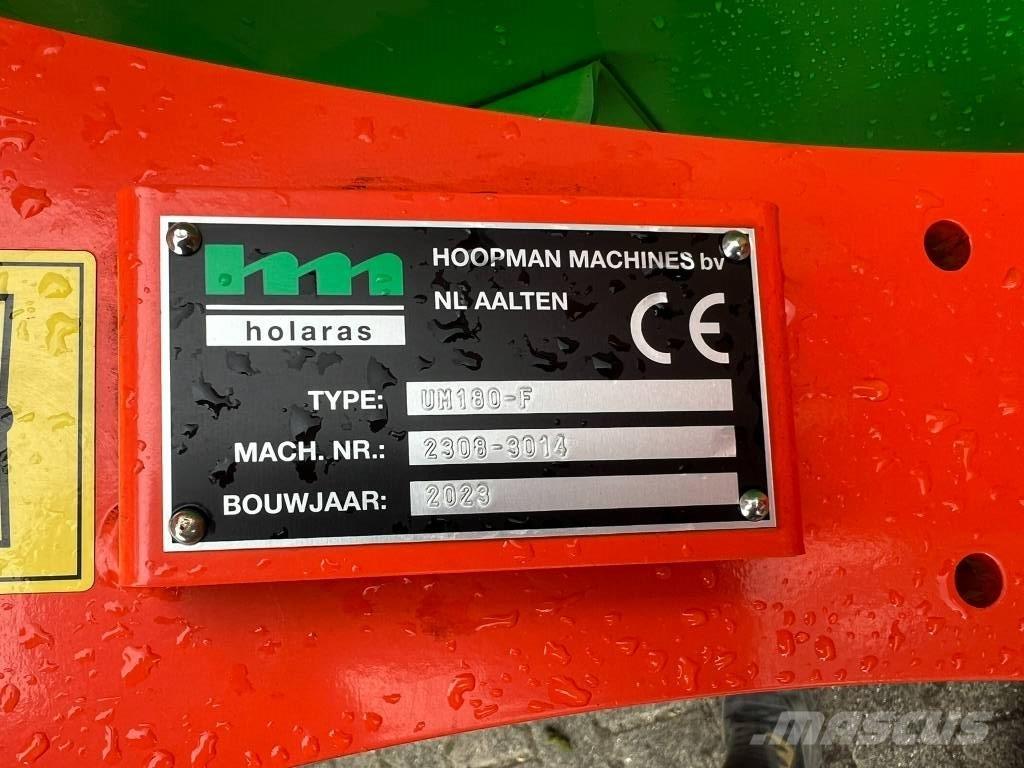 hm
HOOPMAN MACHINES bv
NL AALTEN
holaras
CE
TYPE: UM180-F
MACH. NR.: 2308-3014
BOUWJAAR: 2023
MASCUS